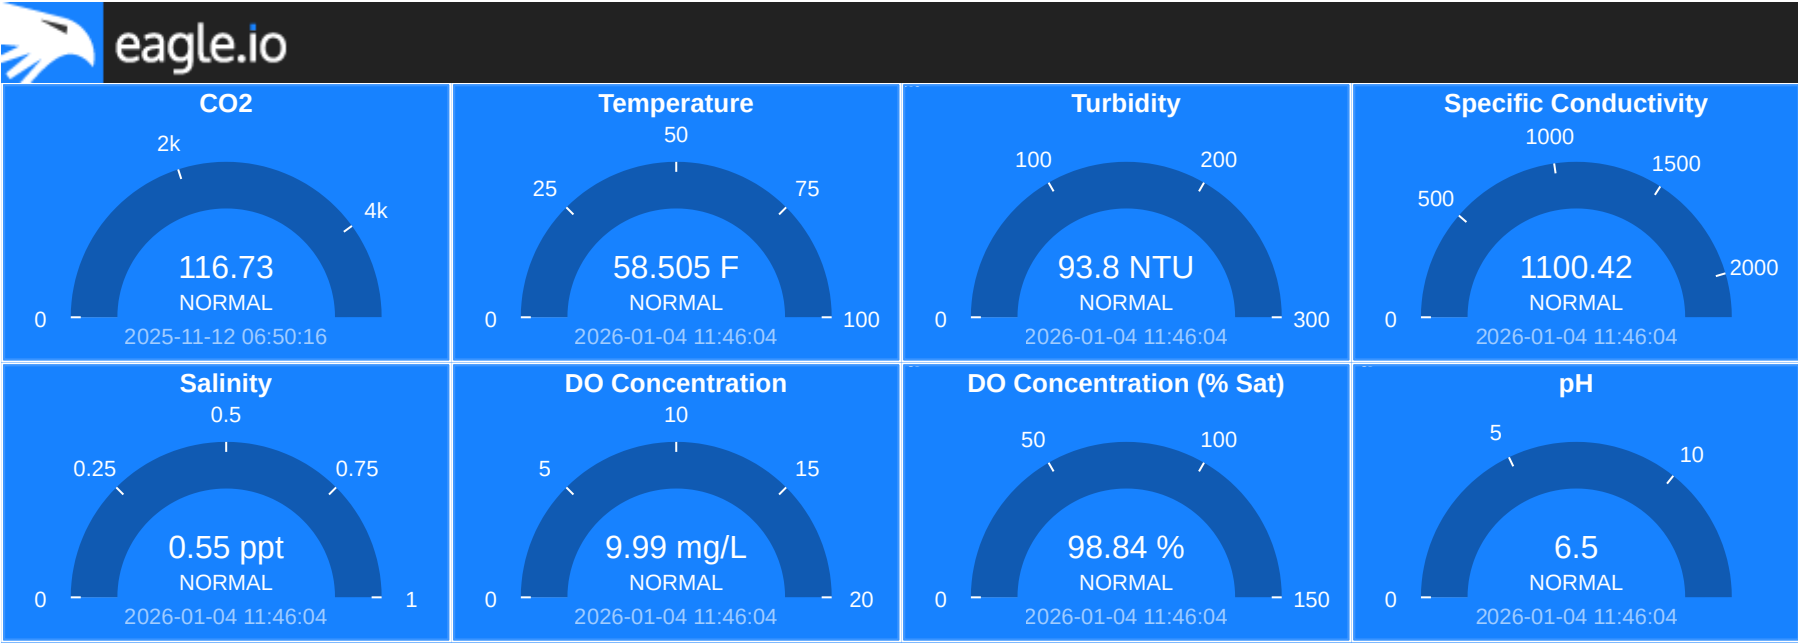 eagle.io
CO2
0
2k
4k
116.73
NORMAL
2025-11-12 06:50:16
Temperature
0
25
50
75
100
58.505 F
NORMAL
2026-01-04 11:46:04
Turbidity
0
100
200
300
93.8 NTU
NORMAL
2026-01-04 11:46:04
Specific Conductivity
0
500
1000
1500
2000
1100.42
NORMAL
2026-01-04 11:46:04
Salinity
0
0.25
0.5
0.75
1
0.55 ppt
NORMAL
2026-01-04 11:46:04
DO Concentration
0
5
10
15
20
9.99 mg/L
NORMAL
2026-01-04 11:46:04
DO Concentration (% Sat)
0
50
100
150
98.84 %
NORMAL
2026-01-04 11:46:04
pH
0
5
10
6.5
NORMAL
2026-01-04 11:46:04